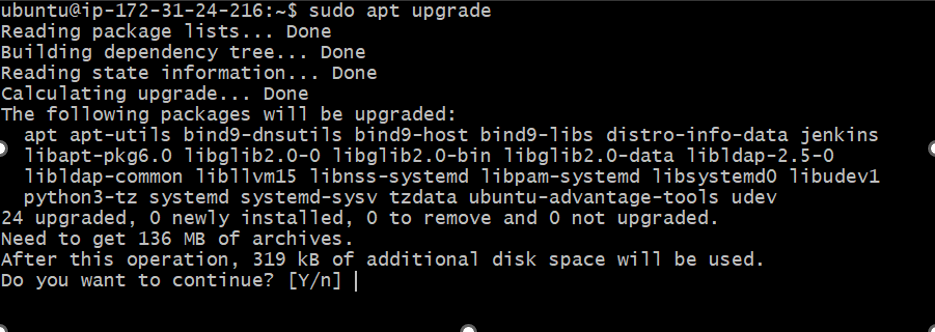 ubuntu@ip-172-31-24-216:~$ sudo apt upgrade
Reading package lists... Done
Building dependency tree... Done
Reading state information... Done
Calculating upgrade... Done
The following packages will be upgraded:
  apt apt-utils bind9-dnsutils bind9-host bind9-libs distro-info-data jenkins
  libapt-pkg6.0 libglib2.0-0 libglib2.0-bin libglib2.0-data libldap-2.5-0
  libldap-common libllvm15 libnss-systemd libpam-systemd libsystemd0 libudev1
  python3-tz systemd systemd-sysv tzdata ubuntu-advantage-tools udev
24 upgraded, 0 newly installed, 0 to remove and 0 not upgraded.
Need to get 136 MB of archives.
After this operation, 319 kB of additional disk space will be used.
Do you want to continue? [Y/n]